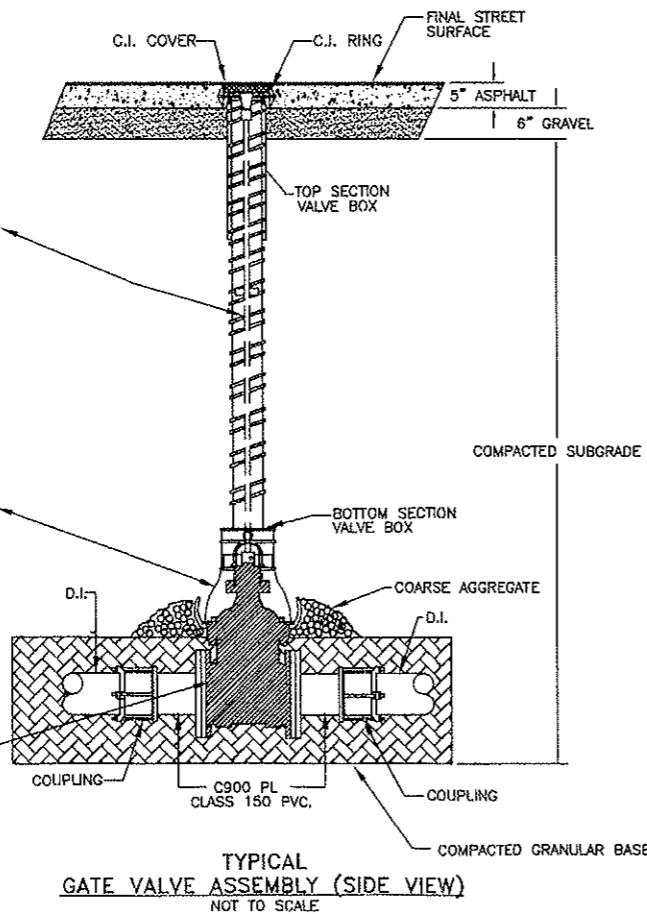 FINAL STREET
SURFACE
C.I. COVER
C.I. RING
5" ASPHALT
6" GRAVEL
TOP SECTION
VALVE BOX
COMPACTED SUBGRADE
BOTTOM SECTION
VALVE BOX
COARSE AGGREGATE
D.I.
D.I.
COUPLING
C900 PL
CLASS 150 PVC.
COUPLING
COMPACTED GRANULAR BASE
TYPICAL
GATE VALVE ASSEMBLY (SIDE VIEW)
NOT TO SCALE